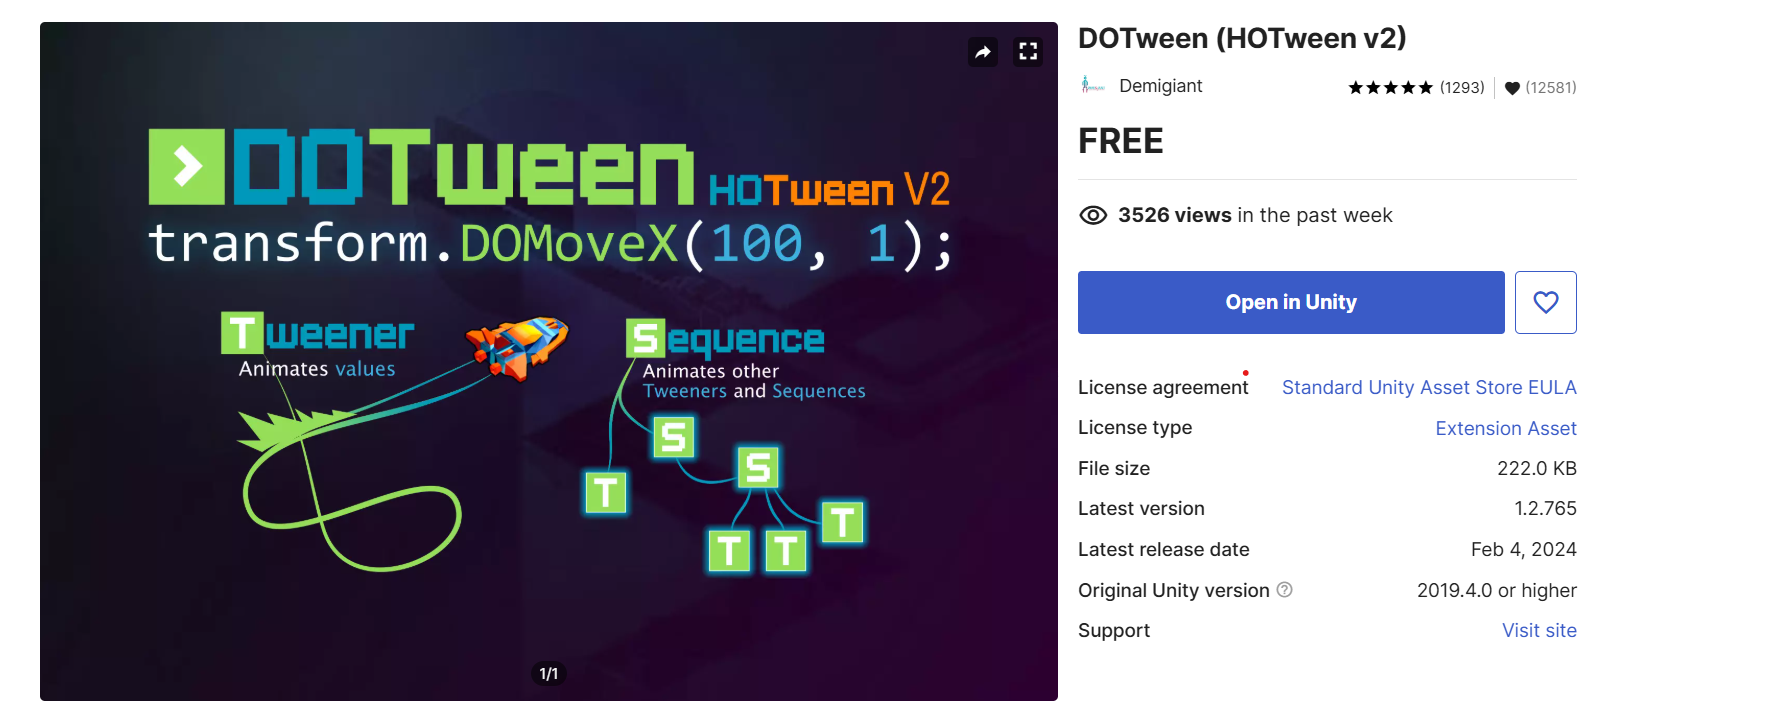 DOTween HOTween V2
transform.DOMoveX(100, 1);
Tweener
Animates values
Sequence
Animates other
Tweeners and Sequences
S
S
T
T
T
T
1/1
DOTween (HOTween v2)
Demigiant
(1293)
(12581)
FREE
3526 views in the past week
Open in Unity
License agreement Standard Unity Asset Store EULA
License type Extension Asset
File size 222.0 KB
Latest version 1.2.765
Latest release date Feb 4, 2024
Original Unity version 2019.4.0 or higher
Support Visit site